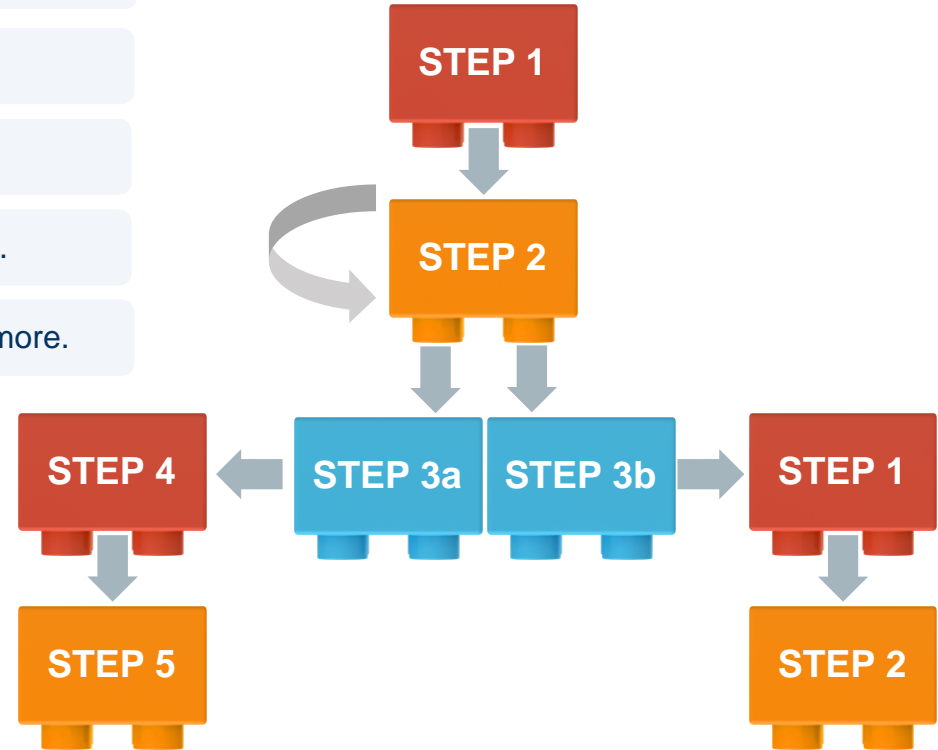 STEP 1
.
STEP 2
more.
STEP 4
STEP 3a
STEP 3b
STEP 1
STEP 5
STEP 2